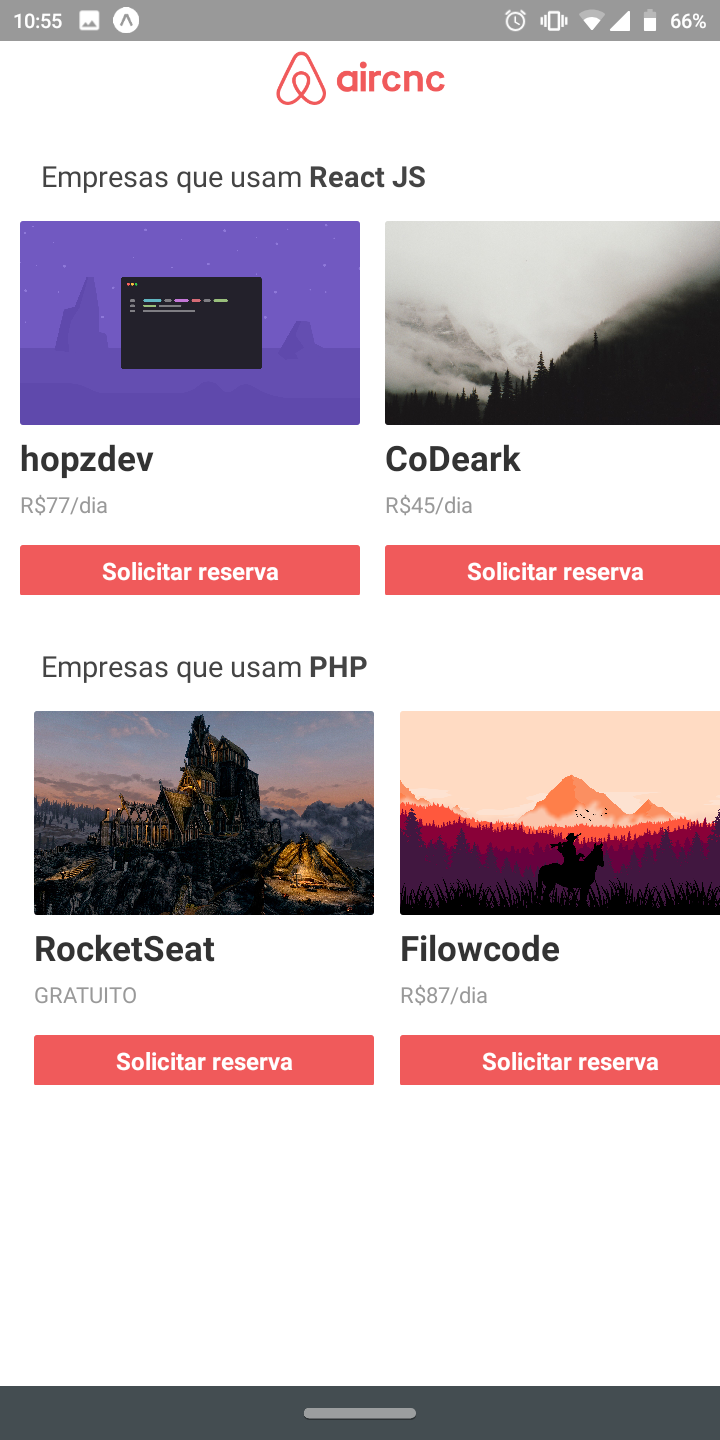 10:55 66%
aircnc
Empresas que usam React JS
hopzdev CoDeark
R$77/dia R$45/dia
Solicitar reserva Solicitar reserva
Empresas que usam PHP
RocketSeat Filowcode
GRATUITO R$87/dia
Solicitar reserva Solicitar reserva